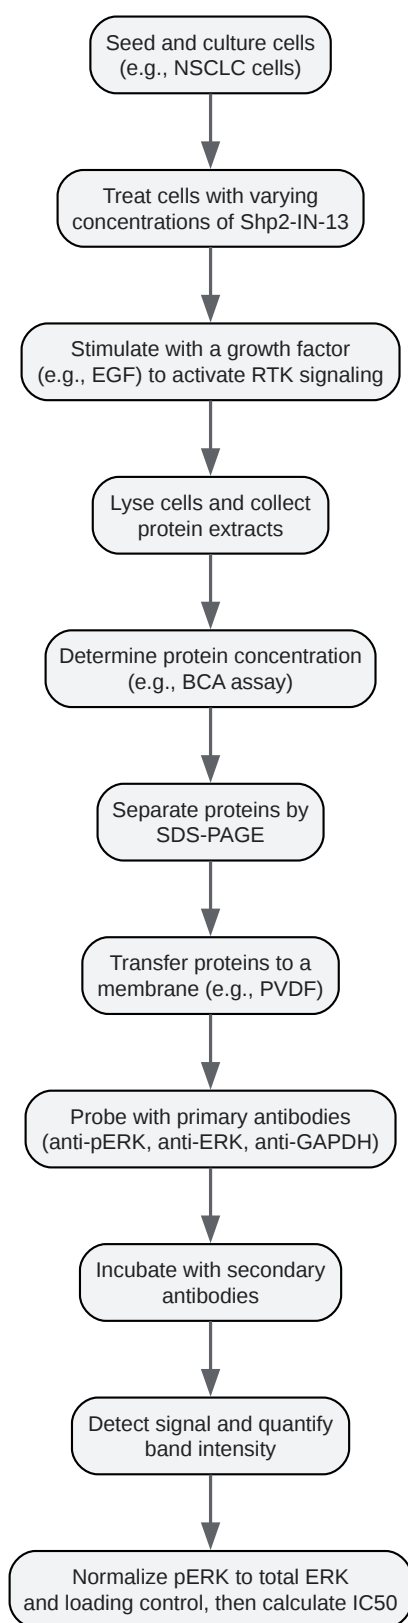 Seed and culture cells
(e.g., NSCLC cells)
Treat cells with varying
concentrations of Shp2-IN-13
Stimulate with a growth factor
(e.g., EGF) to activate RTK signaling
Lyse cells and collect
protein extracts
Determine protein concentration
(e.g., BCA assay)
Separate proteins by
SDS-PAGE
Transfer proteins to a
membrane (e.g., PVDF)
Probe with primary antibodies
(anti-pERK, anti-ERK, anti-GAPDH)
Incubate with secondary
antibodies
Detect signal and quantify
band intensity
Normalize pERK to total ERK
and loading control, then calculate IC50